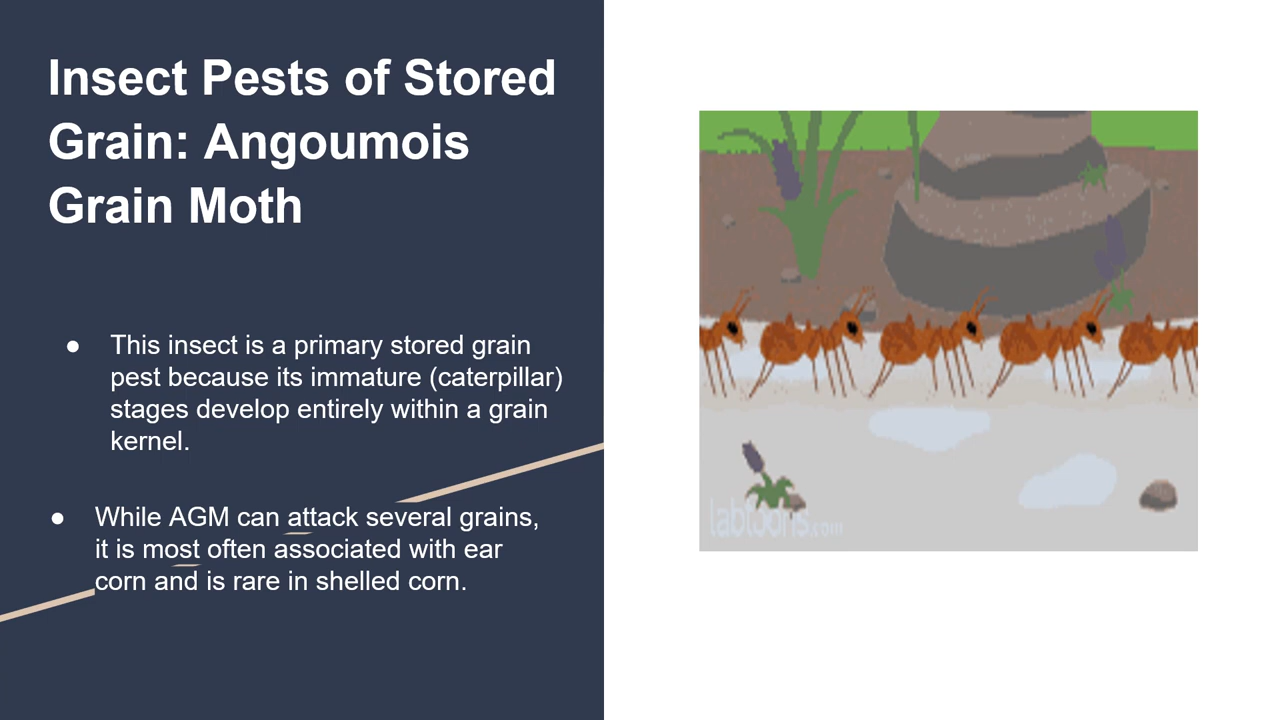 Insect Pests of Stored
Grain: Angoumois
Grain Moth
● This insect is a primary stored grain
pest because its immature (caterpillar)
stages develop entirely within a grain
kernel.
● While AGM can attack several grains,
it is most often associated with ear
corn and is rare in shelled corn.
labtoons.com